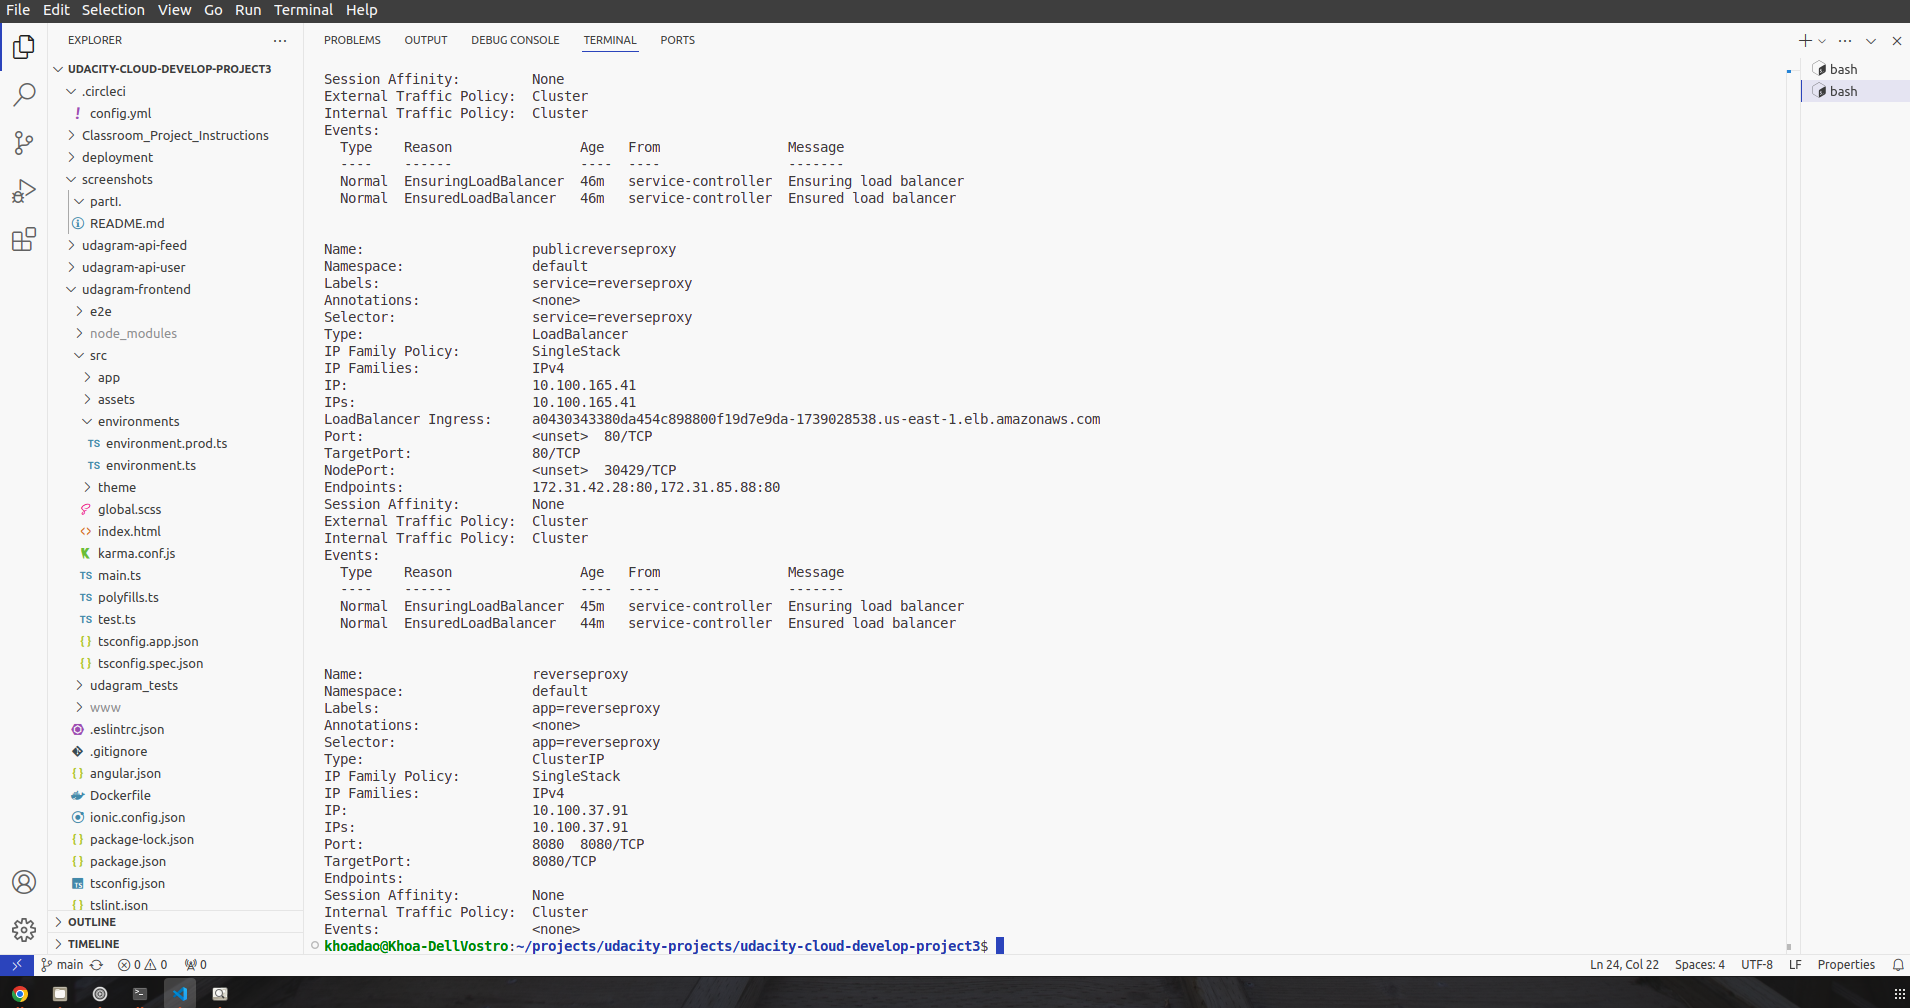 File Edit Selection View Go Run Terminal Help
EXPLORER
UDACITY-CLOUD-DEVELOP-PROJECT3
.circleci
! config.yml
Classroom_Project_Instructions
deployment
screenshots
partI.
README.md
udagram-api-feed
udagram-api-user
udagram-frontend
e2e
node_modules
src
app
assets
environments
TS environment.prod.ts
TS environment.ts
theme
global.scss
<> index.html
K karma.conf.js
TS main.ts
TS polyfills.ts
TS test.ts
{} tsconfig.app.json
{} tsconfig.spec.json
udagram_tests
www
.eslintrc.json
.gitignore
{} angular.json
Dockerfile
ionic.config.json
{} package-lock.json
{} package.json
TS tsconfig.json
{} tslint.json
OUTLINE
TIMELINE
PROBLEMS OUTPUT DEBUG CONSOLE TERMINAL PORTS
Session Affinity: None
External Traffic Policy: Cluster
Internal Traffic Policy: Cluster
Events:
Type Reason Age From Message
---- ------ ---- ---- -------
Normal EnsuringLoadBalancer 46m service-controller Ensuring load balancer
Normal EnsuredLoadBalancer 46m service-controller Ensured load balancer
Name: publicreverseproxy
Namespace: default
Labels: service=reverseproxy
Annotations: <none>
Selector: service=reverseproxy
Type: LoadBalancer
IP Family Policy: SingleStack
IP Families: IPv4
IP: 10.100.165.41
IPs: 10.100.165.41
LoadBalancer Ingress: a0430343380da454c898800f19d7e9da-1739028538.us-east-1.elb.amazonaws.com
Port: <unset> 80/TCP
TargetPort: 80/TCP
NodePort: <unset> 30429/TCP
Endpoints: 172.31.42.28:80,172.31.85.88:80
Session Affinity: None
External Traffic Policy: Cluster
Internal Traffic Policy: Cluster
Events:
Type Reason Age From Message
---- ------ ---- ---- -------
Normal EnsuringLoadBalancer 45m service-controller Ensuring load balancer
Normal EnsuredLoadBalancer 44m service-controller Ensured load balancer
Name: reverseproxy
Namespace: default
Labels: app=reverseproxy
Annotations: <none>
Selector: app=reverseproxy
Type: ClusterIP
IP Family Policy: SingleStack
IP Families: IPv4
IP: 10.100.37.91
IPs: 10.100.37.91
Port: 8080 8080/TCP
TargetPort: 8080/TCP
Endpoints:
Session Affinity: None
Internal Traffic Policy: Cluster
Events: <none>
khoadao@Khoa-DellVostro:~/projects/udacity-projects/udacity-cloud-develop-project3$
bash
bash
main 0 0 0
Ln 24, Col 22 Spaces: 4 UTF-8 LF Properties